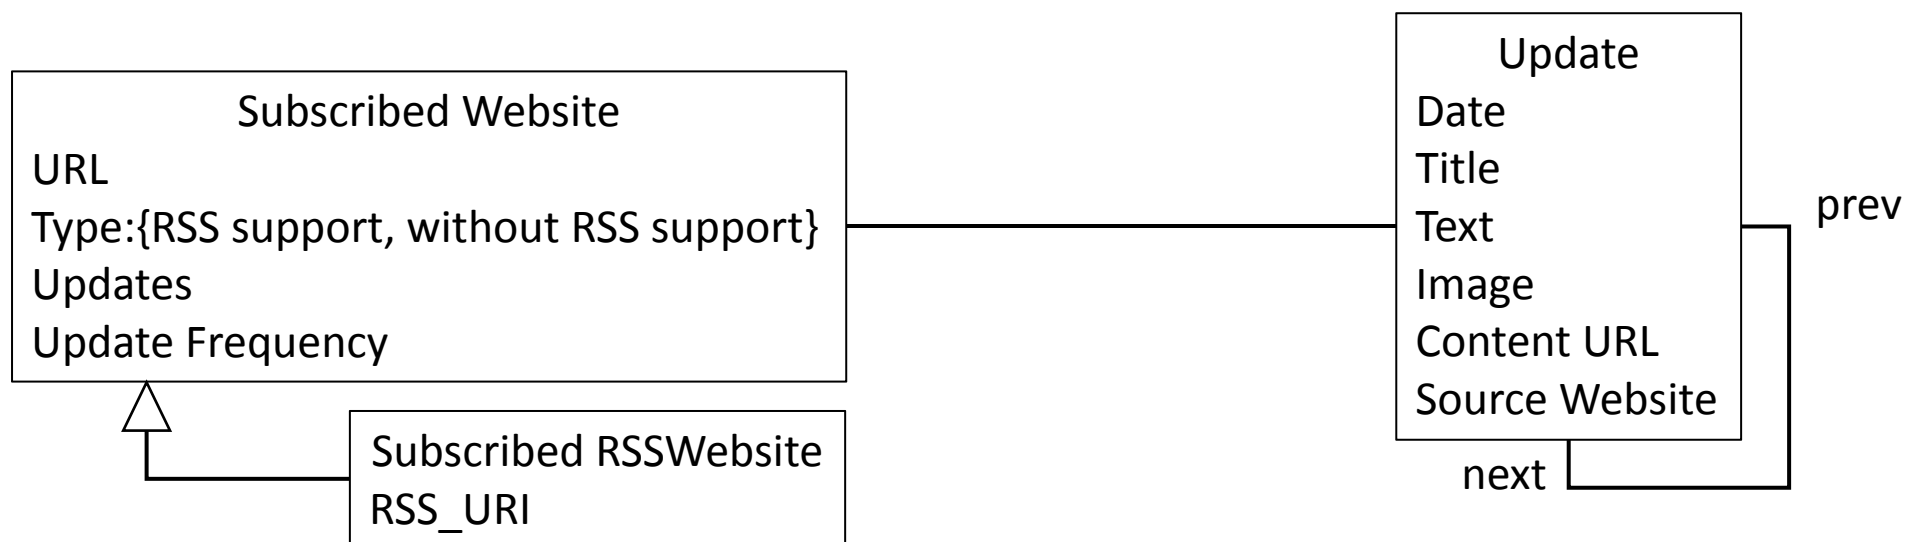 Subscribed Website
URL
Type:{RSS support, without RSS support}
Updates
Update Frequency
Subscribed RSSWebsite
RSS_URI
Update
Date
Title
Text
Image
Content URL
Source Website
prev
next